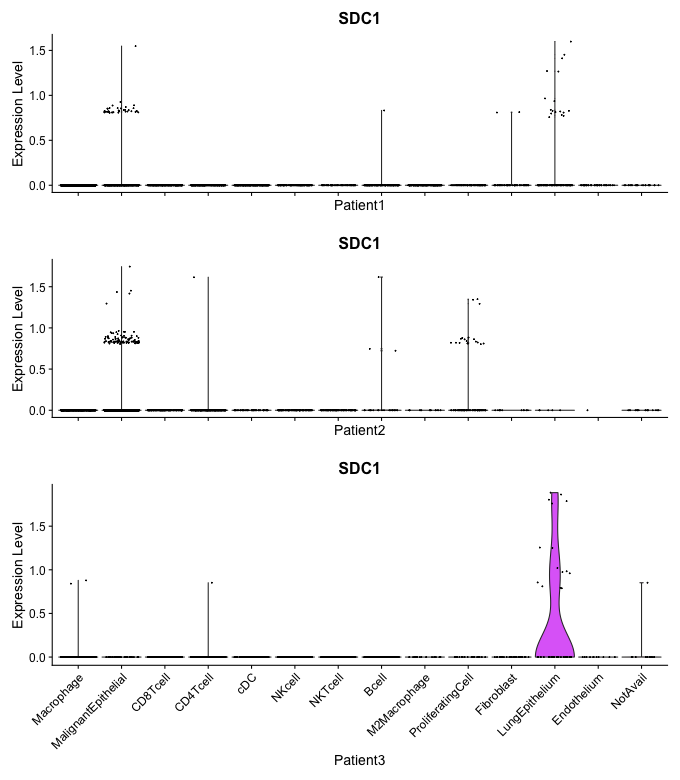 SDC1
Expression Level
1.5
1.0
0.5
0.0
Patient1
SDC1
Expression Level
1.5
1.0
0.5
0.0
Patient2
SDC1
Expression Level
1.5
1.0
0.5
0.0
Macrophage
MalignantEpithelial
CD8Tcell
CD4Tcell
cDC
NKcell
NKTcell
Bcell
M2Macrophage
ProliferatingCell
Fibroblast
LungEpithelium
Endothelium
NotAvail
Patient3